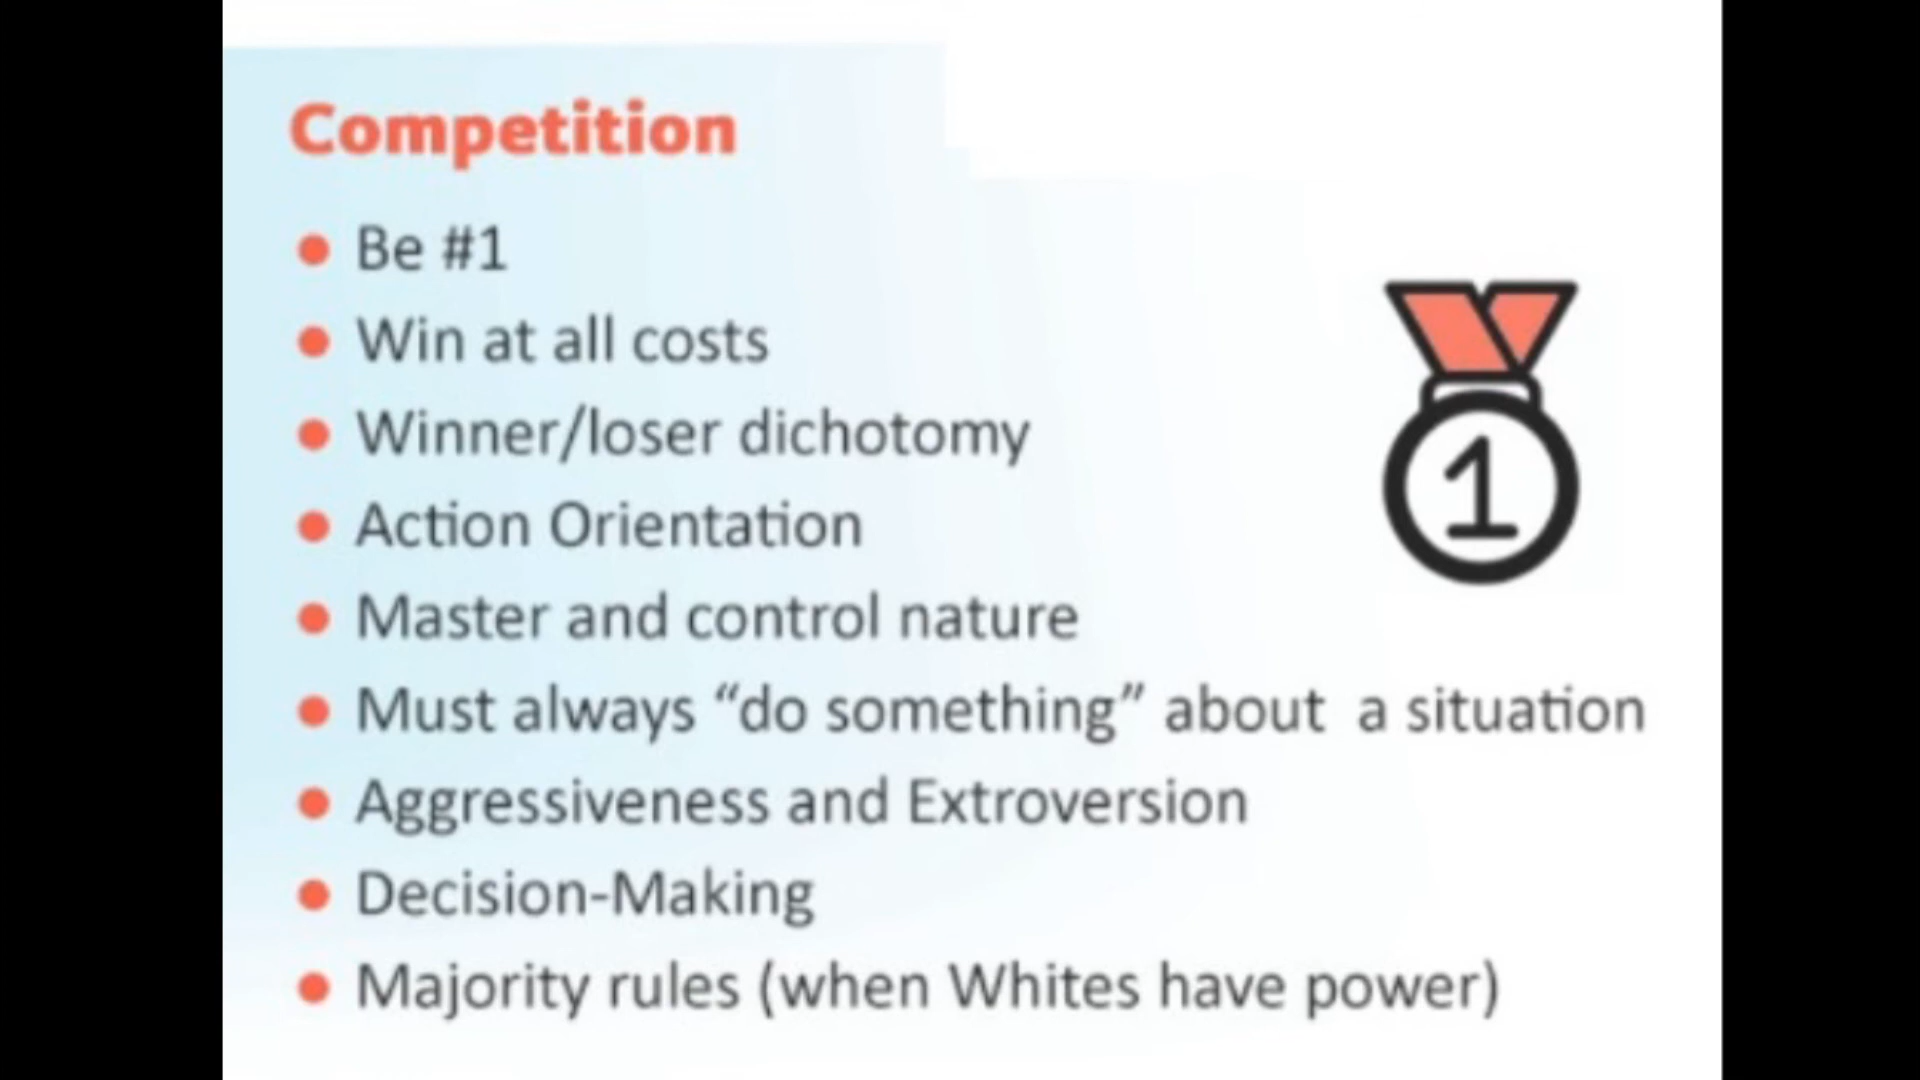 Competition
Be #1
Win at all costs
Winner/loser dichotomy
Action Orientation
Master and control nature
Must always “do something” about a situation
Aggressiveness and Extroversion
Decision-Making
Majority rules (when Whites have power)
1